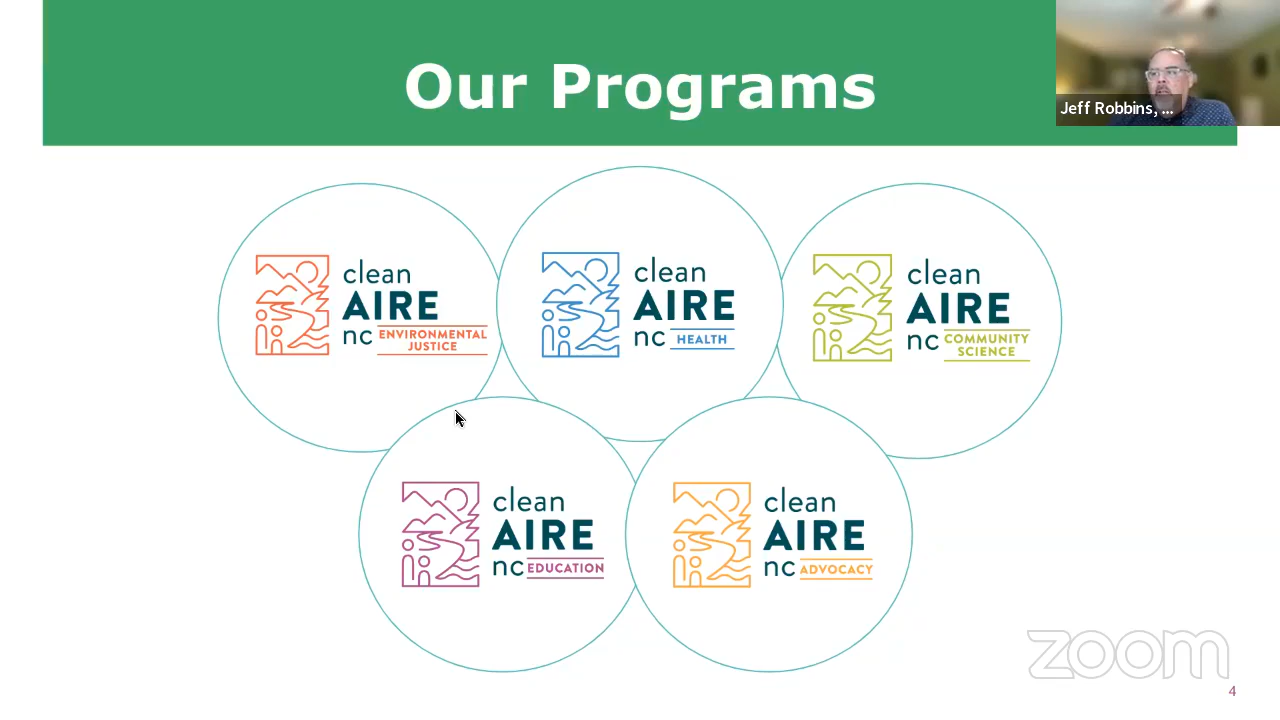 Our Programs
Jeff Robbins, ...
clean
AIRE
nc ENVIRONMENTAL
JUSTICE
clean
AIRE
nc HEALTH
clean
AIRE
nc COMMUNITY
SCIENCE
clean
AIRE
nc EDUCATION
clean
AIRE
nc ADVOCACY
zoom
4